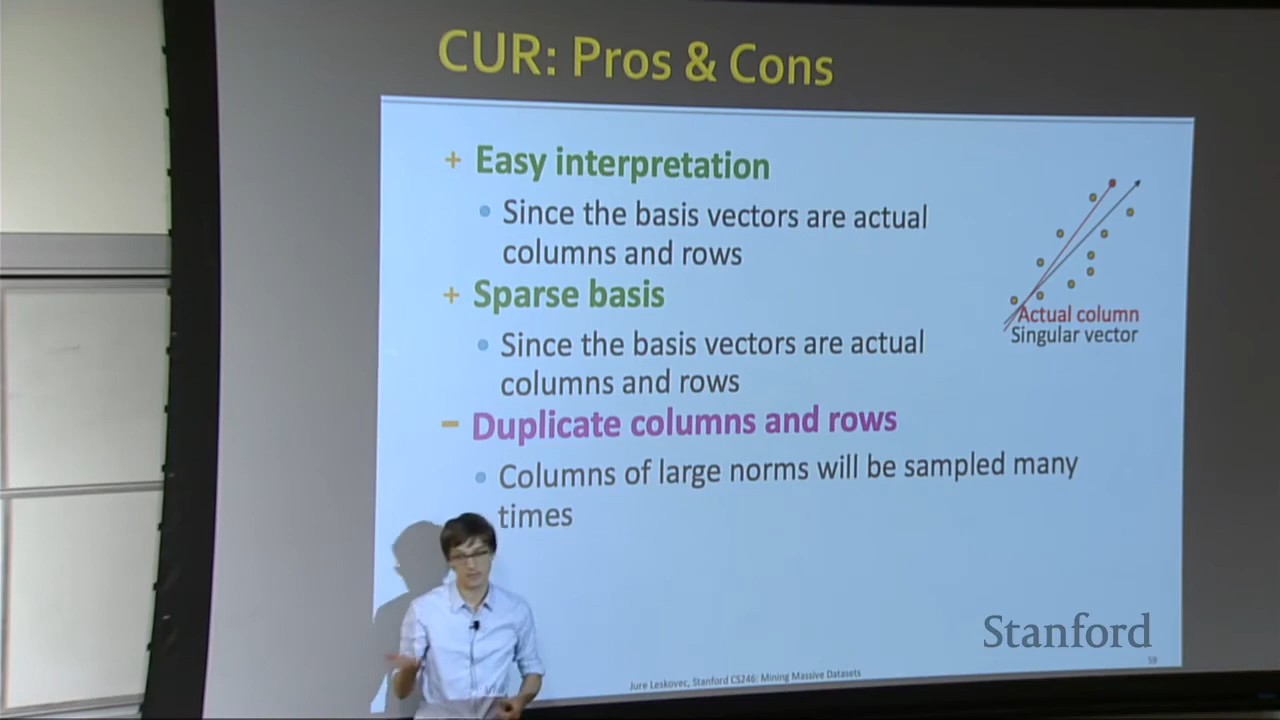 CUR: Pros & Cons
+ Easy interpretation
• Since the basis vectors are actual
columns and rows
+ Sparse basis
• Since the basis vectors are actual
columns and rows
- Duplicate columns and rows
• Columns of large norms will be sampled many
times
Actual column
Singular vector
Stanford
Jure Leskovec, Stanford CS246: Mining Massive Datasets
59